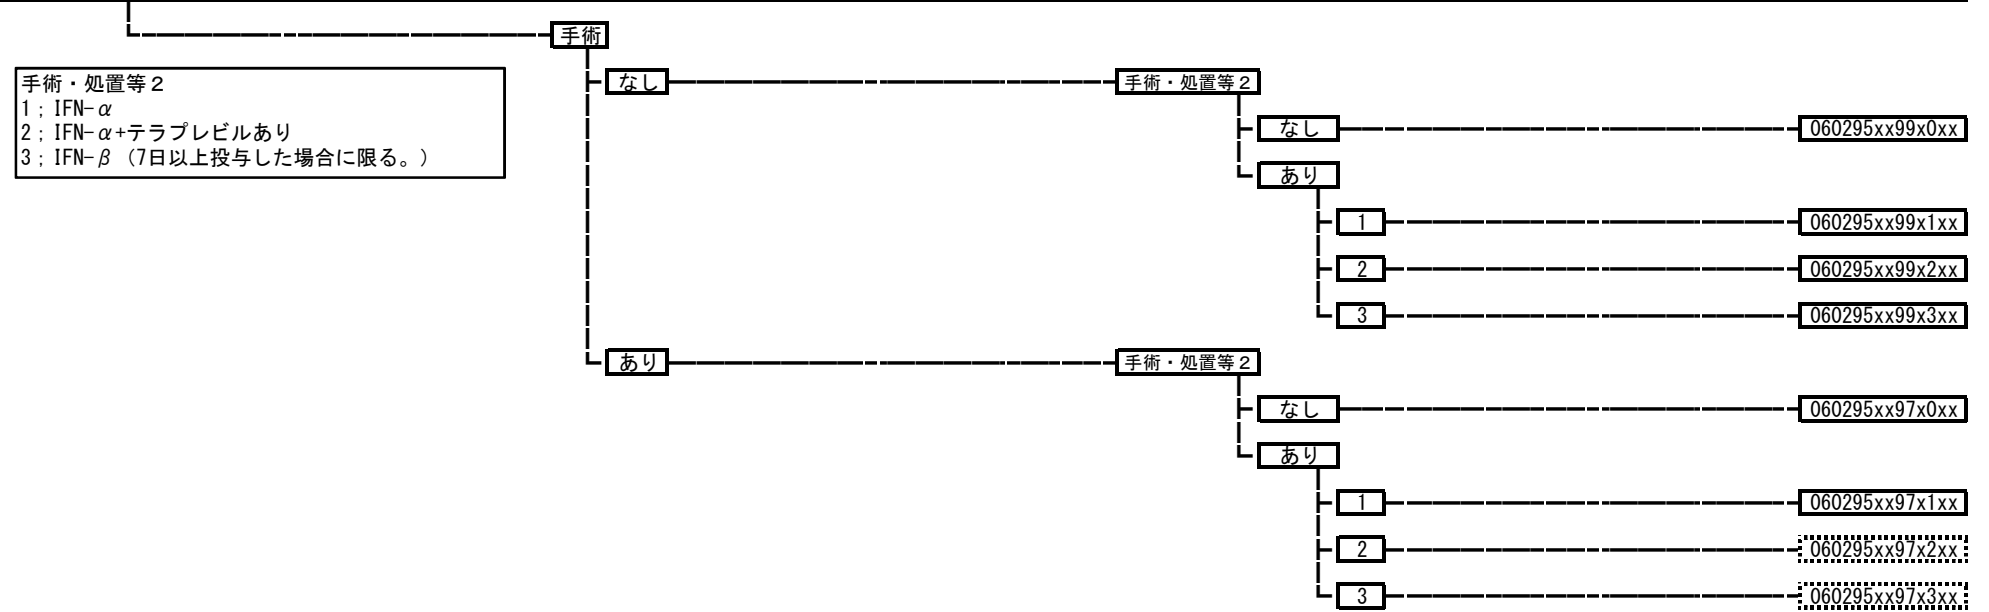 手術
手術・処置等2
1；IFN-α
2；IFN-α+テラプレビルあり
3；IFN-β（7日以上投与した場合に限る。）
なし
手術・処置等2
なし
060295xx99x0xx
あり
1
060295xx99x1xx
2
060295xx99x2xx
3
060295xx99x3xx
あり
手術・処置等2
なし
060295xx97x0xx
あり
1
060295xx97x1xx
2
060295xx97x2xx
3
060295xx97x3xx